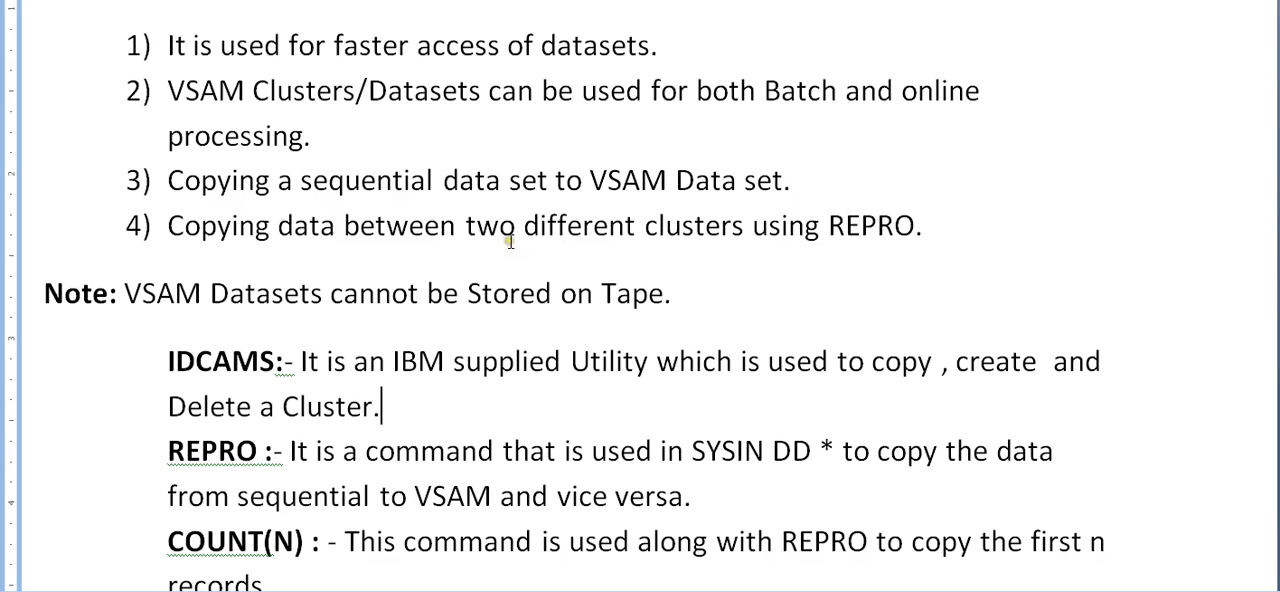 1) It is used for faster access of datasets.
2) VSAM Clusters/Datasets can be used for both Batch and online
processing.
3) Copying a sequential data set to VSAM Data set.
4) Copying data between two different clusters using REPRO.
Note: VSAM Datasets cannot be Stored on Tape.
IDCAMS:- It is an IBM supplied Utility which is used to copy , create  and
Delete a Cluster.
REPRO :- It is a command that is used in SYSIN DD * to copy the data
from sequential to VSAM and vice versa.
COUNT(N) : - This command is used along with REPRO to copy the first n
records